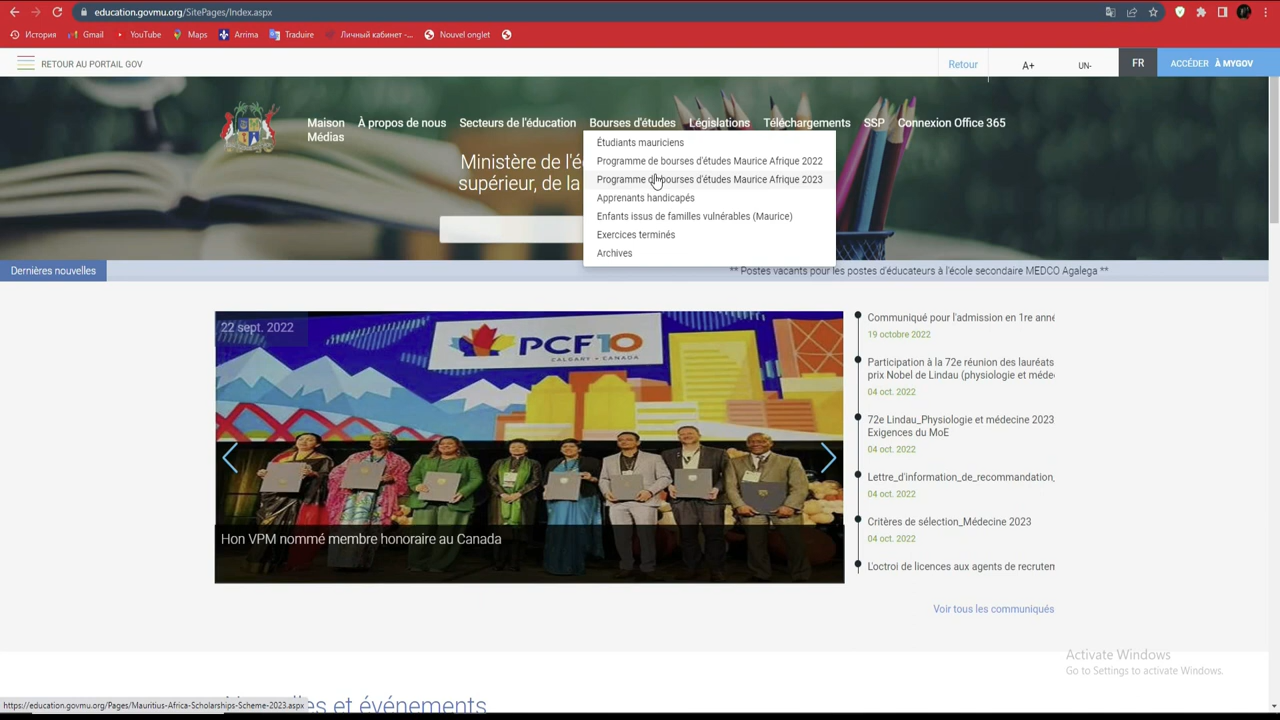 education.govmu.org/SitePages/Index.aspx
История Gmail YouTube Maps Arrima Traduire Личный кабинет -... Nouvel onglet
RETOUR AU PORTAIL GOV
Retour A+ UN- FR ACCÉDER À MYGOV
Maison À propos de nous Secteurs de l'éducation Bourses d'études Législations Téléchargements SSP Connexion Office 365
Médias
Étudiants mauriciens
Programme de bourses d'études Maurice Afrique 2022
Programme de bourses d'études Maurice Afrique 2023
Apprenants handicapés
Enfants issus de familles vulnérables (Maurice)
Exercices terminés
Archives
Ministère de l'é
supérieur, de la
Dernières nouvelles
** Postes vacants pour les postes d'éducateurs à l'école secondaire MEDCO Agalega **
22 sept. 2022
PCF10
CALGARY • CANADA
Hon VPM nommé membre honoraire au Canada
Communiqué pour l'admission en 1re anné
19 octobre 2022
Participation à la 72e réunion des lauréats
prix Nobel de Lindau (physiologie et méde
04 oct. 2022
72e Lindau_Physiologie et médecine 2023
Exigences du MoE
04 oct. 2022
Lettre_d'information_de_recommandation_
04 oct. 2022
Critères de sélection_Médecine 2023
04 oct. 2022
L'octroi de licences aux agents de recruten
Voir tous les communiqués
Activate Windows
Go to Settings to activate Windows.
https://education.govmu.org/Pages/Mauritius-Africa-Scholarships-Scheme-2023.aspx
les et événements